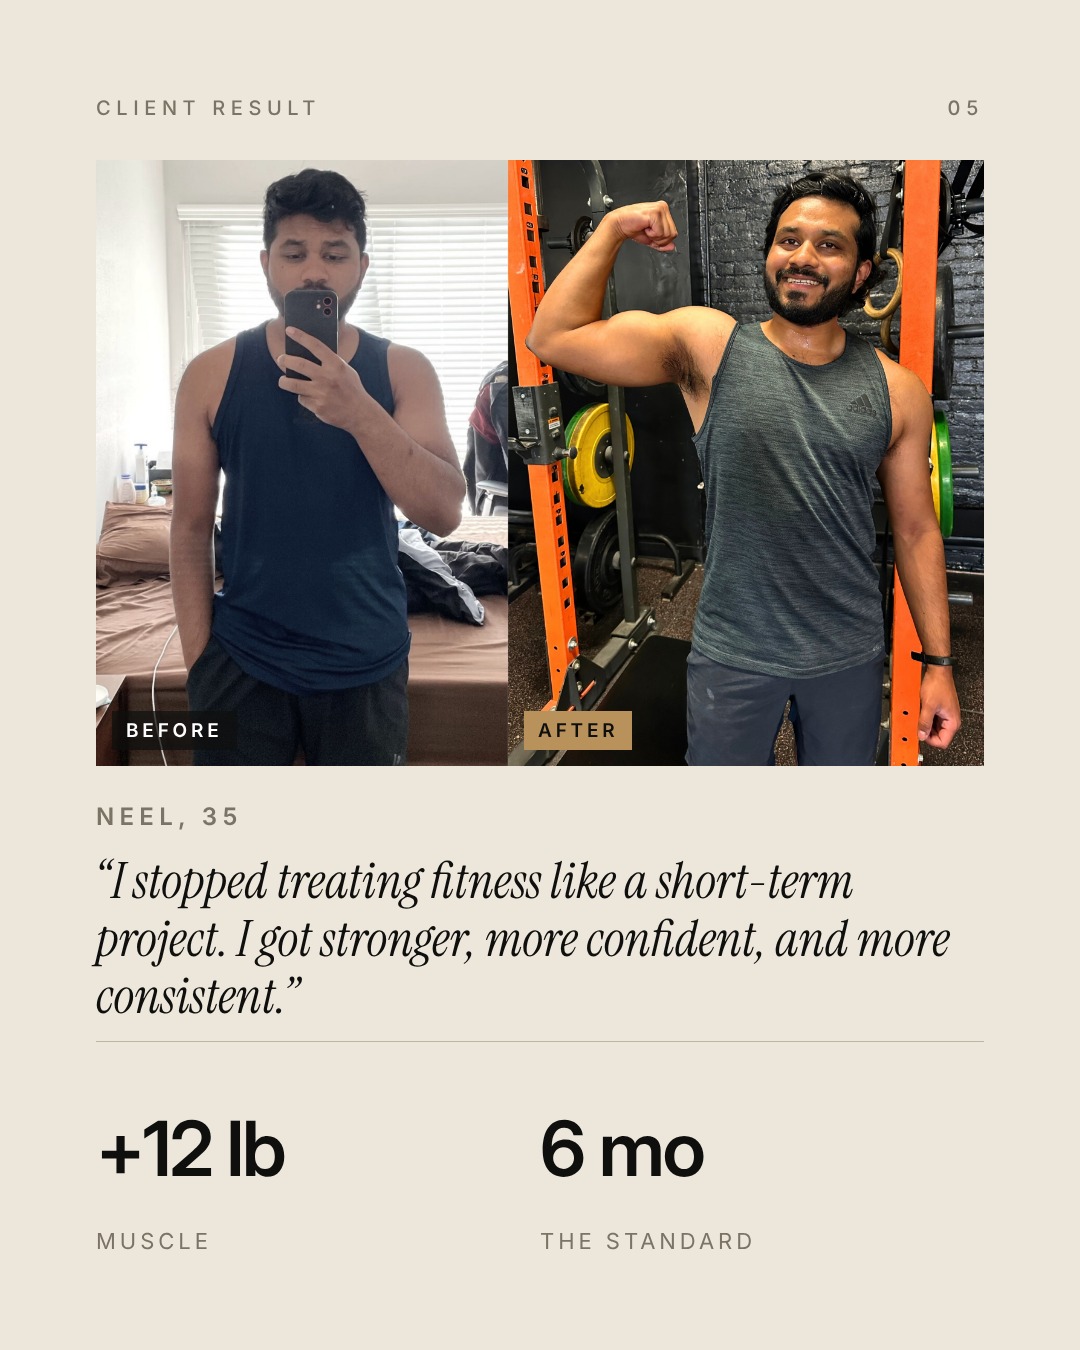 CLIENT RESULT
05
BEFORE
AFTER
NEEL, 35
“I stopped treating fitness like a short-term
project. I got stronger, more confident, and more
consistent.”
+12 lb
6 mo
MUSCLE
THE STANDARD